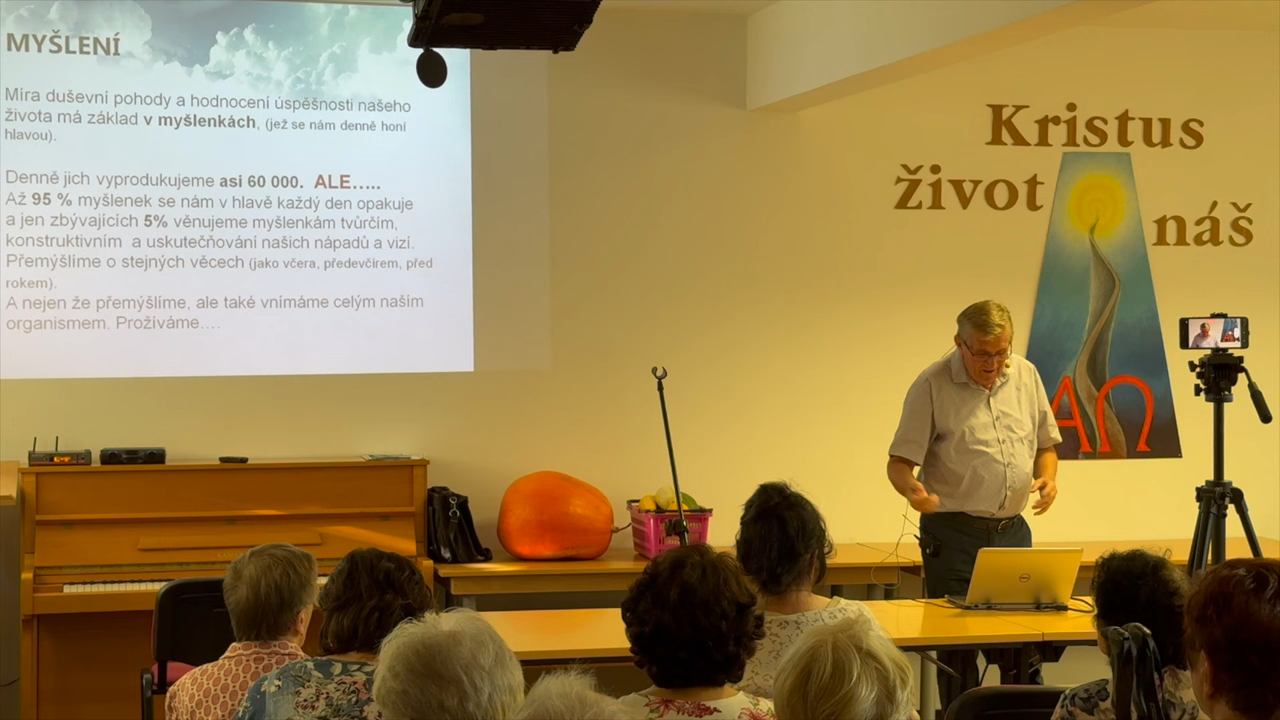 MYŠLENÍ
Míra duševní pohody a hodnocení úspěšnosti našeho
života má základ v myšlenkách, (jež se nám denně honí
hlavou).
Denně jich vyprodukujeme asi 60 000. ALE…..
Až 95 % myšlenek se nám v hlavě každý den opakuje
a jen zbývajících 5% věnujeme myšlenkám tvůrčím,
konstruktivním a uskutečňování našich nápadů a vizí.
Přemýšlíme o stejných věcech (jako včera, předevčírem, před
rokem).
A nejen že přemýšlíme, ale také vnímáme celým naším
organismem. Prožíváme….
Kristus
život
náš
ΑΩ
DELL